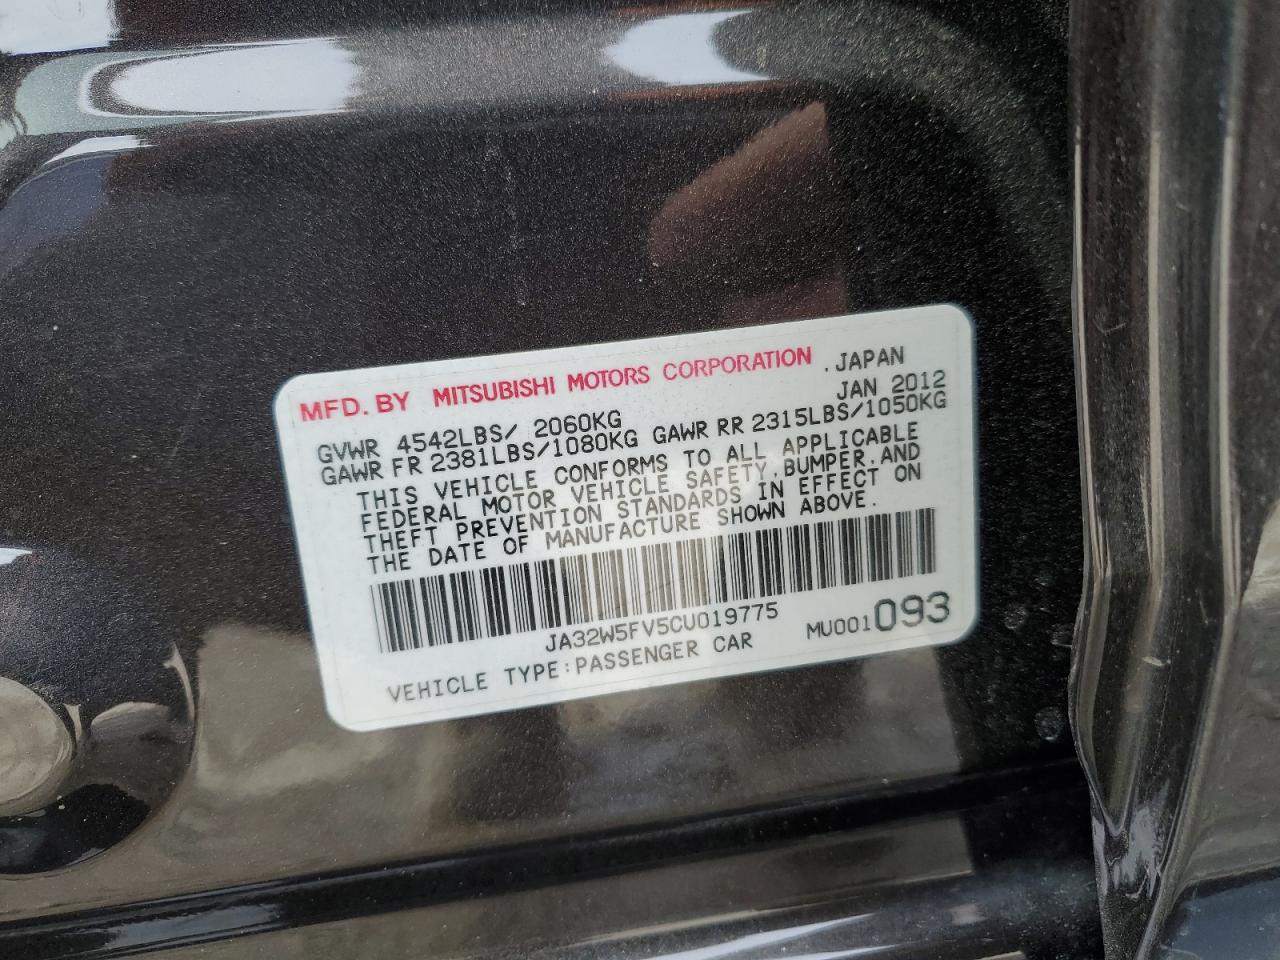 MFD. BY MITSUBISHI MOTORS CORPORATION . JAPAN
JAN 2012
GVWR 4542LBS/ 2060KG
GAWR FR 2381LBS/1080KG GAWR RR 2315LBS/1050KG
THIS VEHICLE CONFORMS TO ALL APPLICABLE
FEDERAL MOTOR VEHICLE SAFETY, BUMPER, AND
THEFT PREVENTION STANDARDS IN EFFECT ON
THE DATE OF MANUFACTURE SHOWN ABOVE.
JA32W5FV5CU019775
MU001093
VEHICLE TYPE:PASSENGER CAR